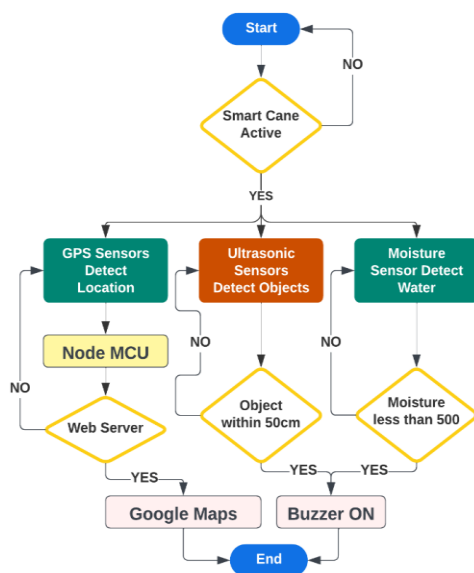 Start
NO
Smart Cane
Active
YES
GPS Sensors
Detect
Location
Ultrasonic
Sensors
Detect Objects
Moisture
Sensor Detect
Water
NO
NO
NO
Node MCU
Web Server
Object
within 50cm
Moisture
less than 500
YES
YES
YES
Google Maps
Buzzer ON
End